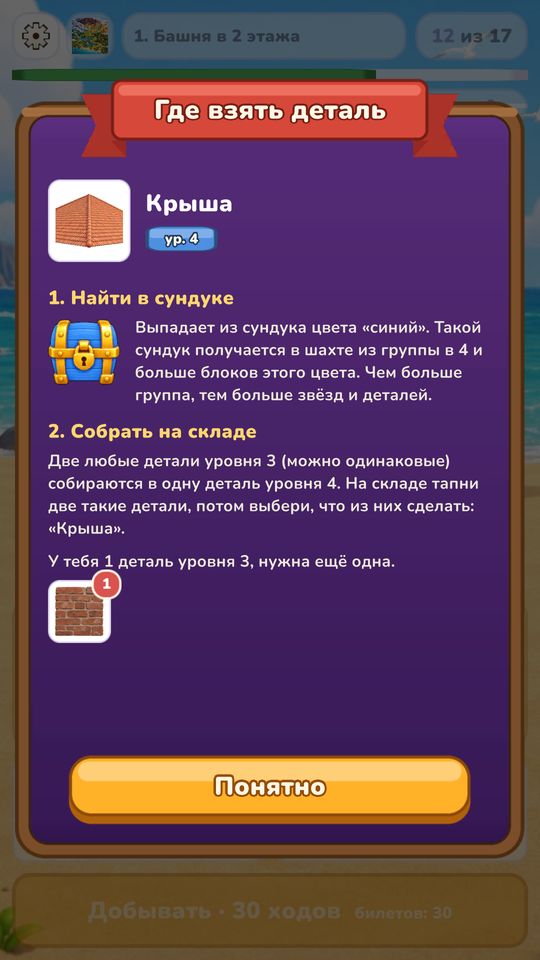 1. Башня в 2 этажа
12 из 17
Где взять деталь
Крыша
ур. 4
1. Найти в сундуке
Выпадает из сундука цвета «синий». Такой
сундук получается в шахте из группы в 4 и
больше блоков этого цвета. Чем больше
группа, тем больше звёзд и деталей.
2. Собрать на складе
Две любые детали уровня 3 (можно одинаковые)
собираются в одну деталь уровня 4. На складе тапни
две такие детали, потом выбери, что из них сделать:
«Крыша».
У тебя 1 деталь уровня 3, нужна ещё одна.
1
Понятно
Добывать · 30 ходов билетов: 30